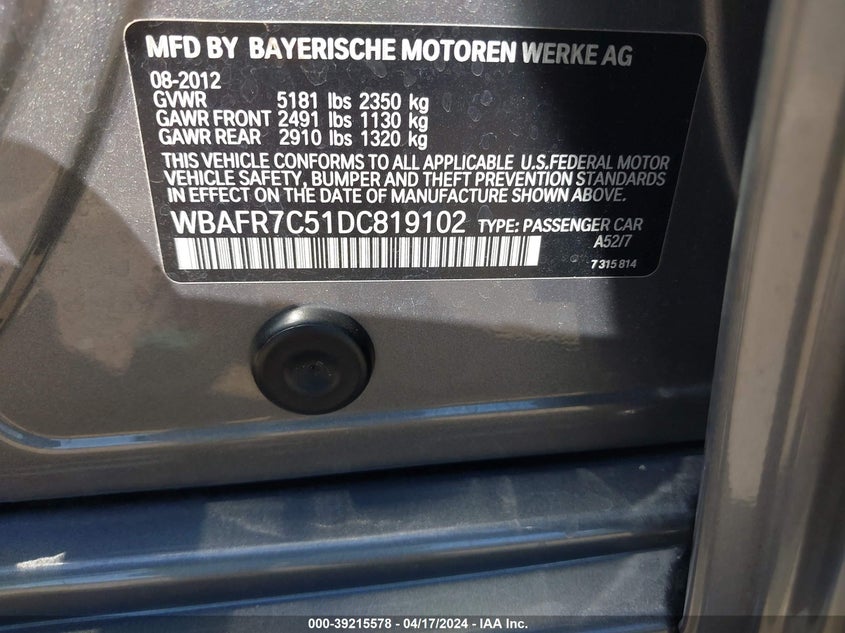 MFD BY BAYERISCHE MOTOREN WERKE AG
08-2012
GVWR 5181 lbs 2350 kg
GAWR FRONT 2491 lbs 1130 kg
GAWR REAR 2910 lbs 1320 kg
THIS VEHICLE CONFORMS TO ALL APPLICABLE U.S.FEDERAL MOTOR
VEHICLE SAFETY, BUMPER AND THEFT PREVENTION STANDARDS
IN EFFECT ON THE DATE OF MANUFACTURE SHOWN ABOVE.
WBAFR7C51DC819102 TYPE: PASSENGER CAR
A52/7
7 315 814
000-39215578 - 04/17/2024 - IAA Inc.